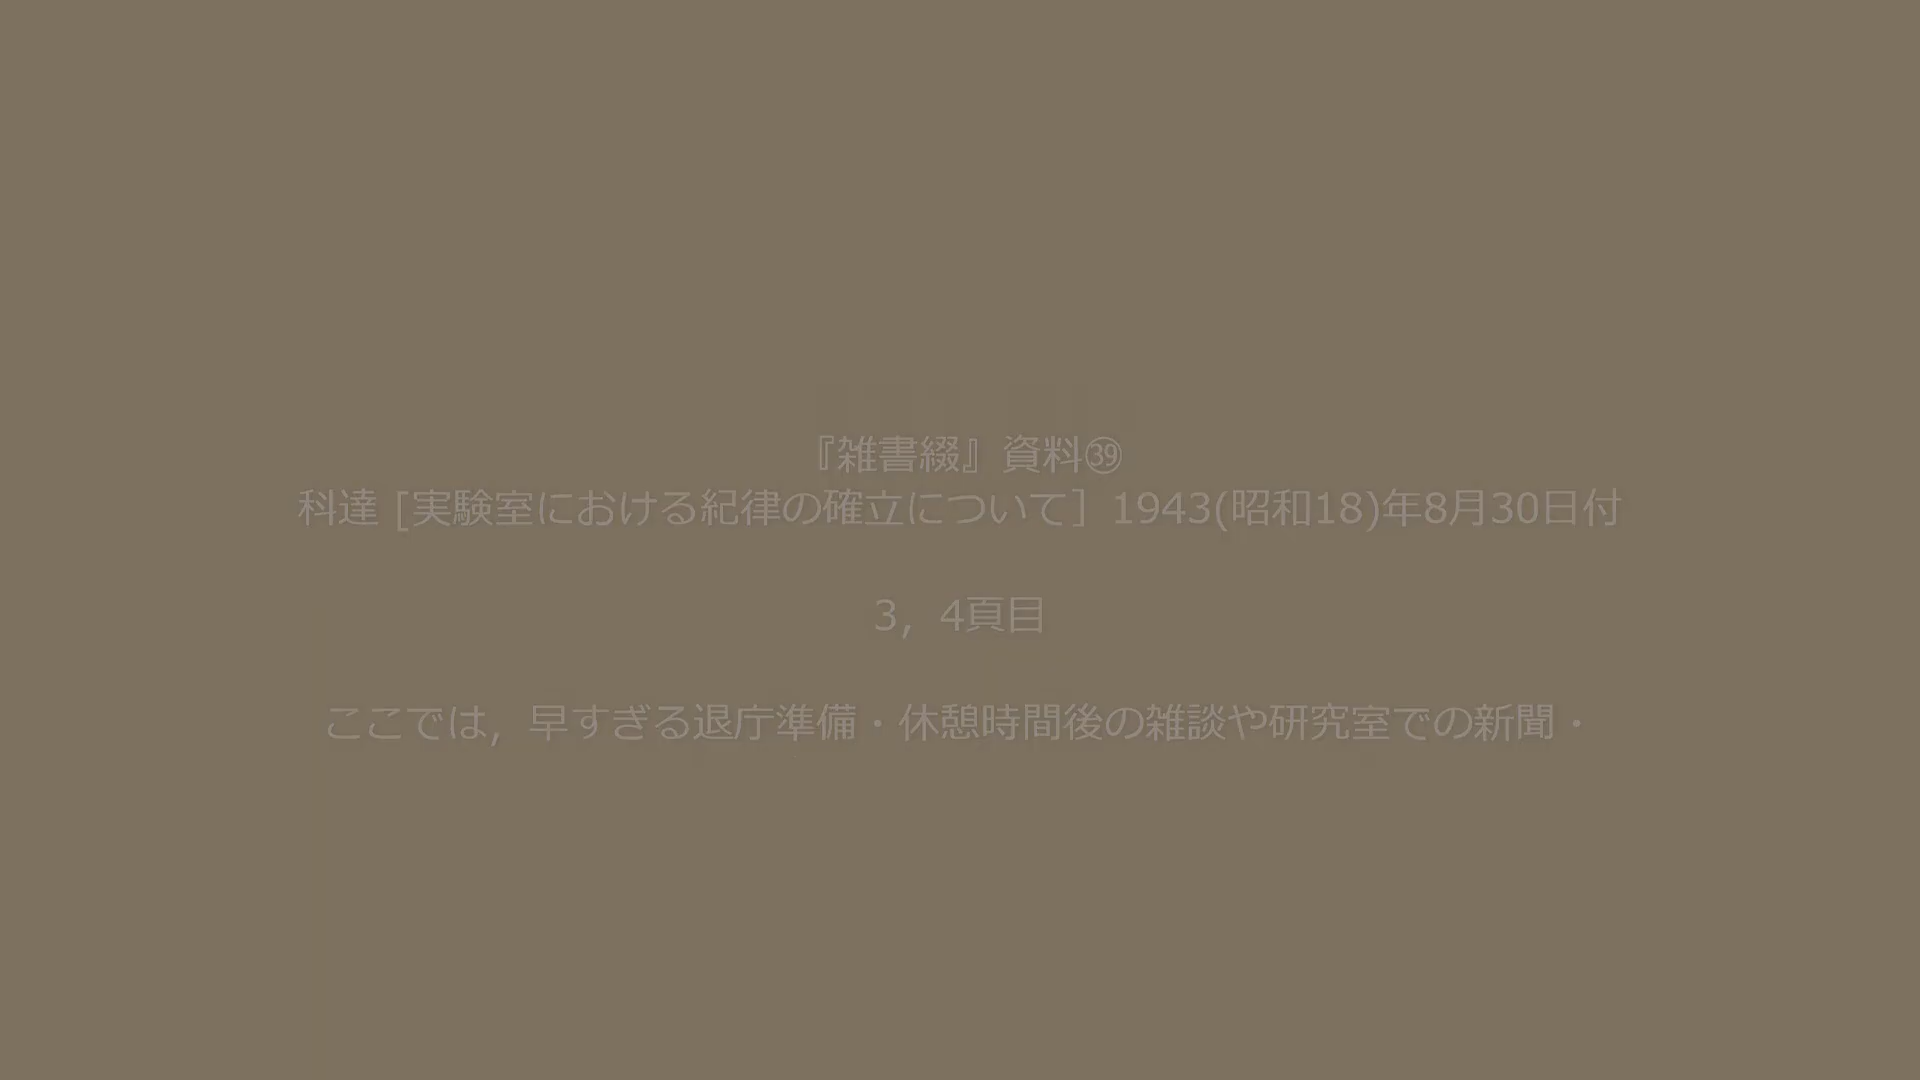 『雑書綴』資料㊴
科達 [実験室における紀律の確立について］1943(昭和18)年8月30日付
3，4頁目
ここでは，早すぎる退庁準備・休憩時間後の雑談や研究室での新聞・